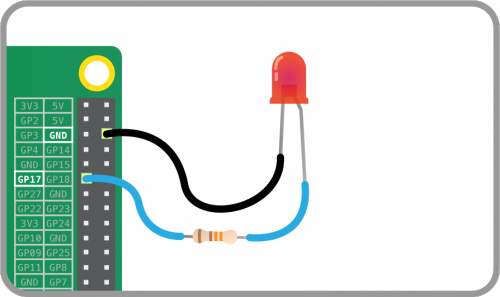 3V3 5V
GP2 5V
GP3 GND
GP4 GP14
GND GP15
GP17 GP18
GP27 GND
GP22 GP23
3V3 GP24
GP10 GND
GP09 GP25
GP11 GP8
GND GP7